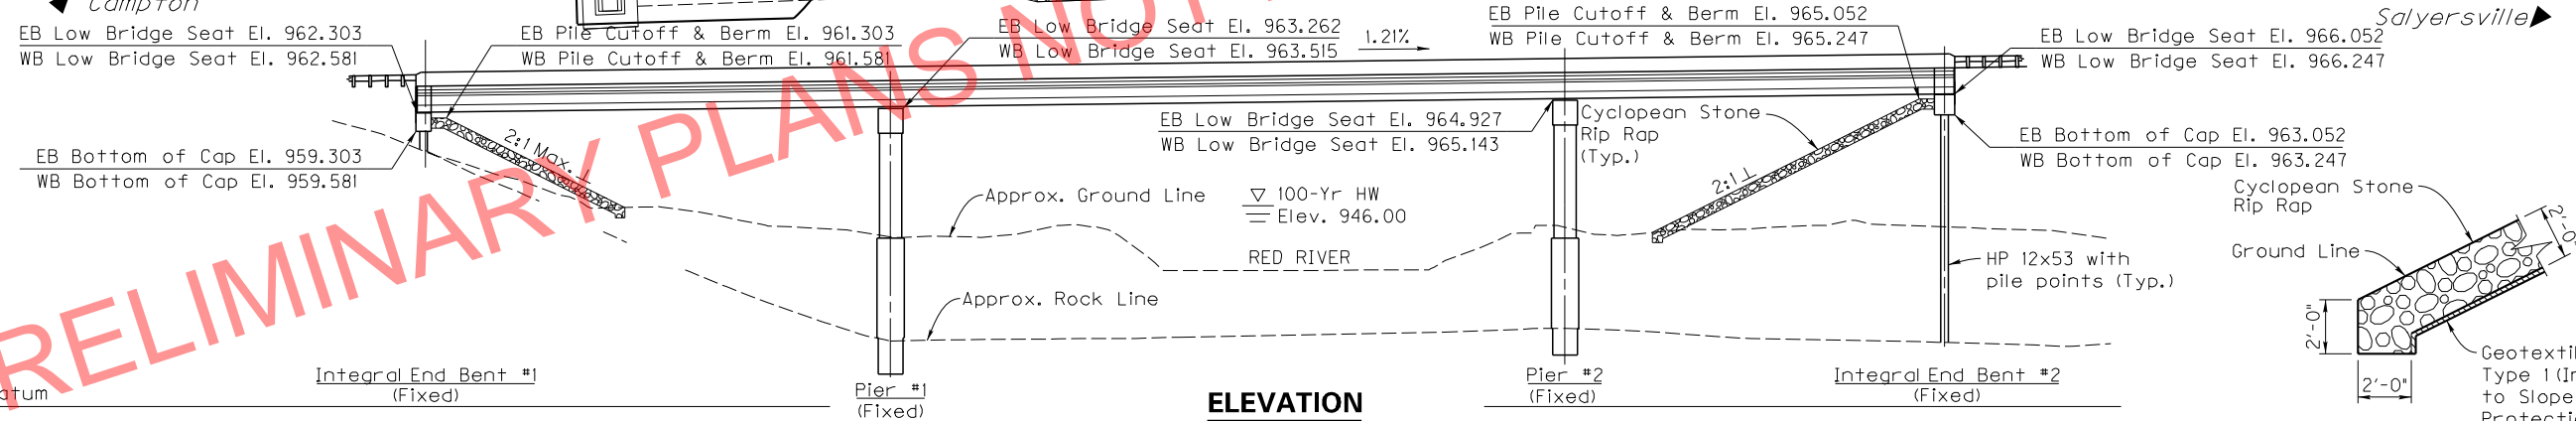 Campton
Salyersville
EB Low Bridge Seat El. 962.303
WB Low Bridge Seat El. 962.581
EB Pile Cutoff & Berm El. 961.303
WB Pile Cutoff & Berm El. 961.581
EB Low Bridge Seat El. 963.262
WB Low Bridge Seat El. 963.515
1.21%
EB Pile Cutoff & Berm El. 965.052
WB Pile Cutoff & Berm El. 965.247
EB Low Bridge Seat El. 966.052
WB Low Bridge Seat El. 966.247
EB Low Bridge Seat El. 964.927
WB Low Bridge Seat El. 965.143
Cyclopean Stone
Rip Rap
(Typ.)
EB Bottom of Cap El. 963.052
WB Bottom of Cap El. 963.247
EB Bottom of Cap El. 959.303
WB Bottom of Cap El. 959.581
2:1 Max.
2:1 ⊥
Approx. Ground Line
100-Yr HW
Elev. 946.00
RED RIVER
Approx. Rock Line
HP 12x53 with
pile points (Typ.)
Cyclopean Stone
Rip Rap
Ground Line
2'-0"
2'-0"
2'-0"
Geotextil
Type 1 (In
to Slope
Protectio
Integral End Bent #1
(Fixed)
Pier #1
(Fixed)
ELEVATION
Pier #2
(Fixed)
Integral End Bent #2
(Fixed)
atum
RELIMINARY PLANS NOT